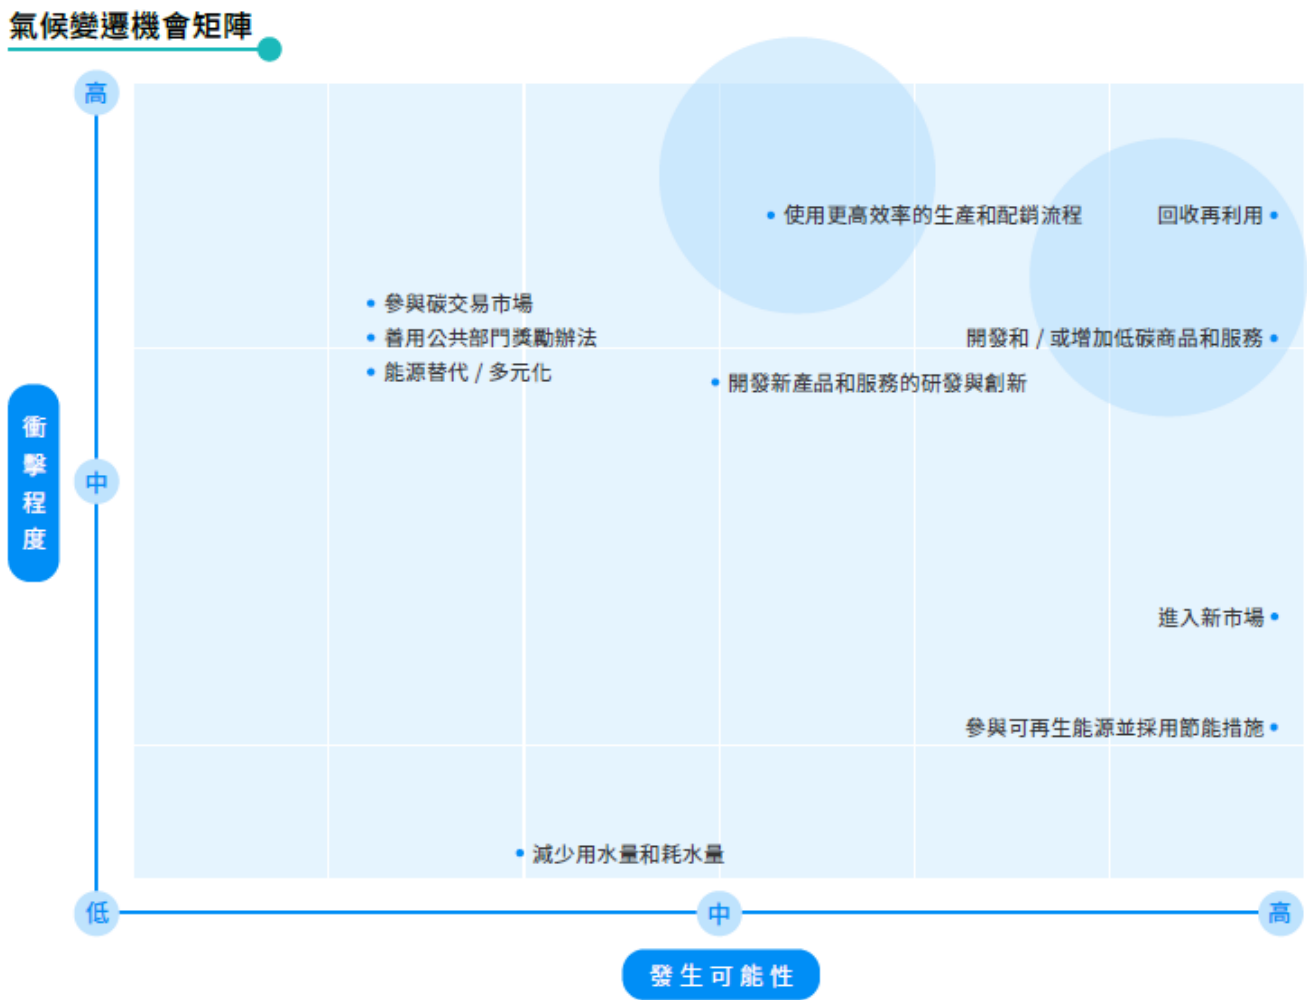 氣候變遷機會矩陣
高
使用更高效率的生產和配銷流程
回收再利用
參與碳交易市場
善用公共部門獎勵辦法
開發和 / 或增加低碳商品和服務
能源替代 / 多元化
開發新產品和服務的研發與創新
衝擊程度
中
進入新市場
參與可再生能源並採用節能措施
減少用水量和耗水量
低
中
高
發生可能性